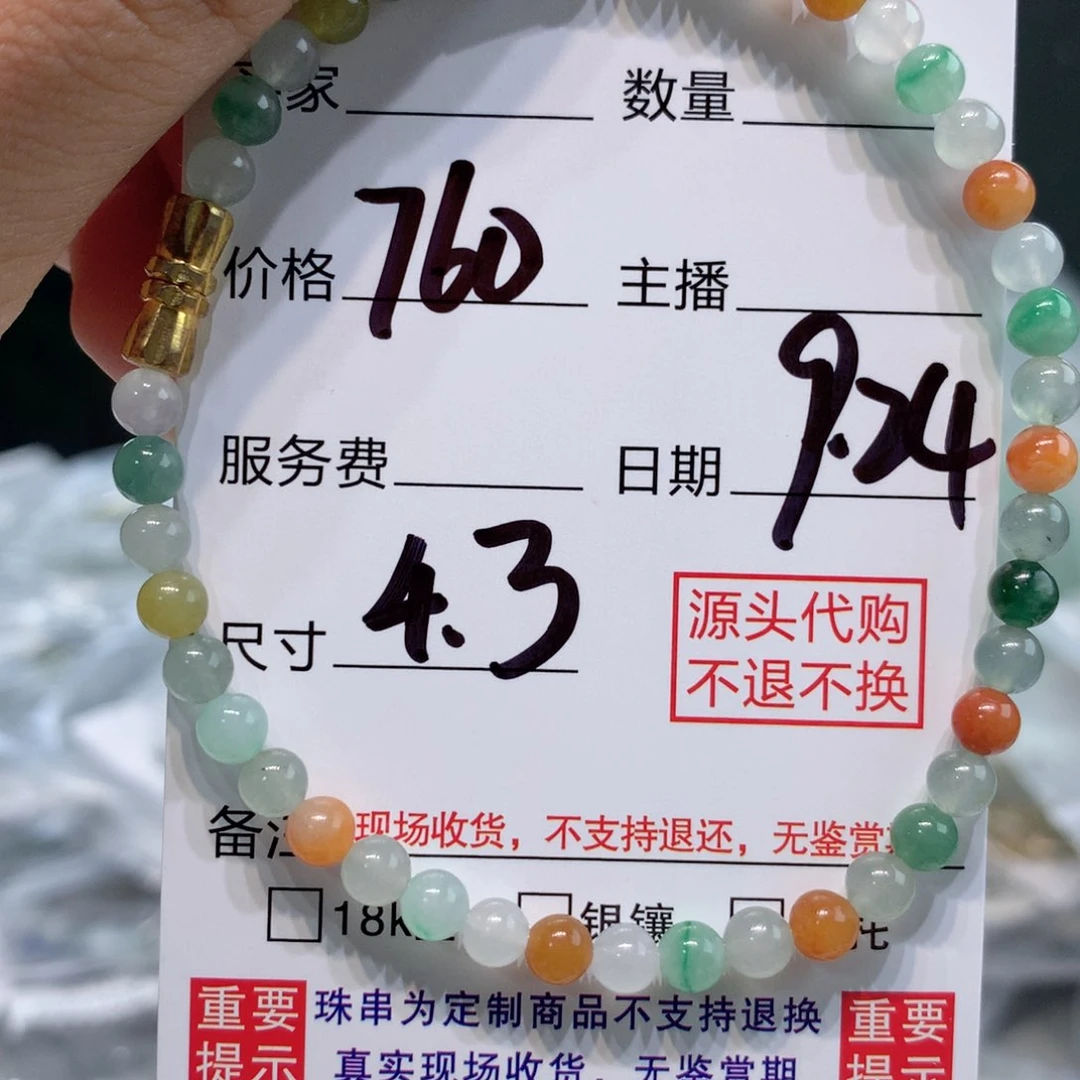 家 数量
价格 760 主播
服务费 日期 9.24
尺寸 4.3
源头代购
不退不换
备注 现场收货，不支持退还，无鉴赏
18k 银镶 托
重要 珠串为定制商品不支持退换 重要
提示 真实现场收货，无鉴赏期 提示